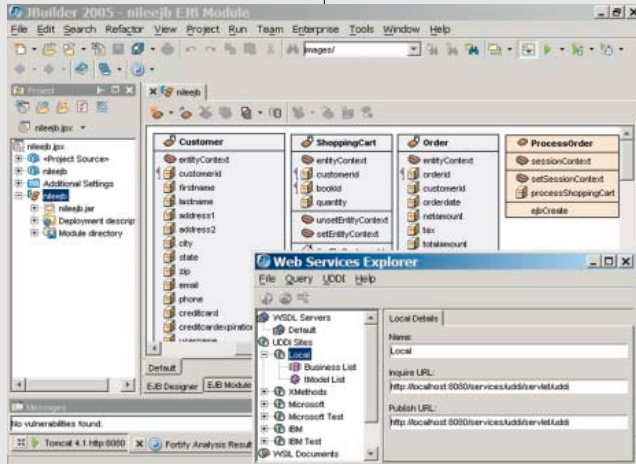 JBuilder 2005 - nileejb EJB Module
File Edit Search Refactor View Project Run Team Enterprise Tools Window Help
images/
Project
nileejb
nileejb.jpx
nileejb.jpx
<Project Source>
nileejb
Additional Settings
nileejb
nileejb.jar
Deployment descrip
Module directory
Customer
entityContext
customerid
firstname
lastname
address1
address2
city
state
zip
email
phone
creditcard
creditcardexpiration
username
ShoppingCart
entityContext
customerid
bookid
quantity
unsetEntityContext
setEntityContext
Order
entityContext
orderid
customerid
orderdate
netamount
tax
totalamount
ProcessOrder
sessionContext
setSessionContext
processShoppingCart
ejbCreate
Default
EJB Designer EJB Module
Messages
No vulnerabilities found.
Tomcat 4.1 http:8080 Fortify Analysis Result
Web Services Explorer
File Query UDDI Help
WSDL Servers
Default
UDDI Sites
Local
Business List
tModel List
XMethods
Microsoft
Microsoft Test
IBM
IBM Test
WSIL Documents
Local Details
Name:
Local
Inquire URL:
http://localhost:8080/services/uddi/servlet/uddi
Publish URL:
http://localhost:8080/services/uddi/servlet/uddi